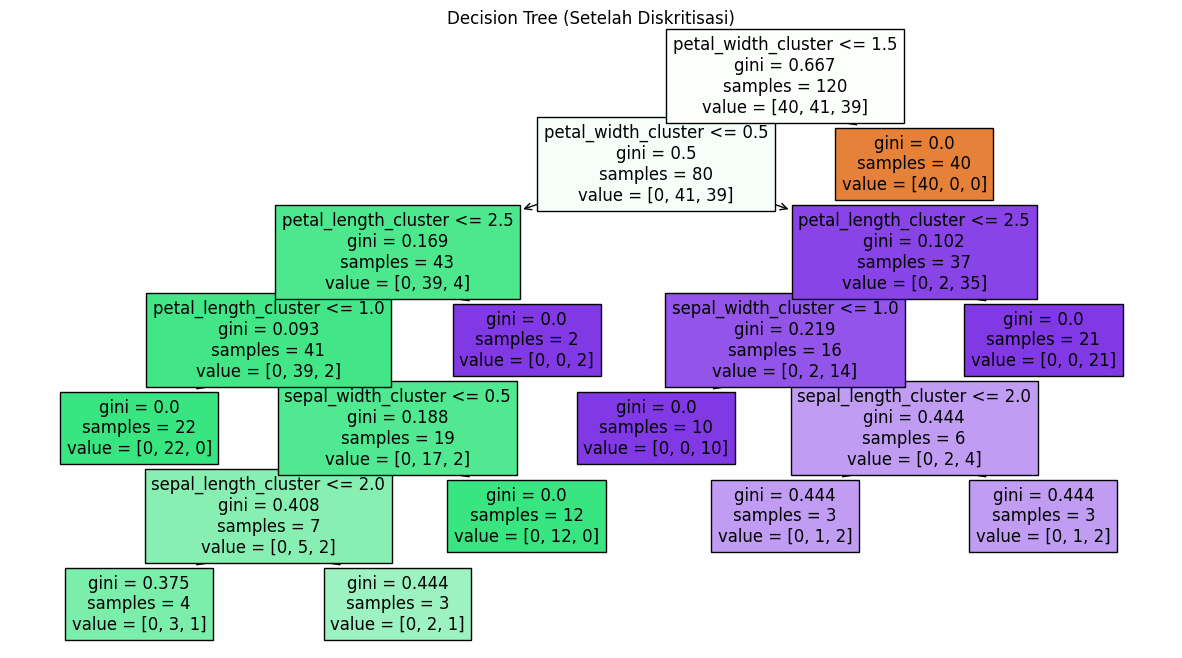 Decision Tree (Setelah Diskritisasi)
petal_width_cluster <= 1.5
gini = 0.667
samples = 120
value = [40, 41, 39]
petal_width_cluster <= 0.5
gini = 0.5
samples = 80
value = [0, 41, 39]
gini = 0.0
samples = 40
value = [40, 0, 0]
petal_length_cluster <= 2.5
gini = 0.169
samples = 43
value = [0, 39, 4]
petal_length_cluster <= 2.5
gini = 0.102
samples = 37
value = [0, 2, 35]
petal_length_cluster <= 1.0
gini = 0.093
samples = 41
value = [0, 39, 2]
gini = 0.0
samples = 2
value = [0, 0, 2]
sepal_width_cluster <= 1.0
gini = 0.219
samples = 16
value = [0, 2, 14]
gini = 0.0
samples = 21
value = [0, 0, 21]
gini = 0.0
samples = 22
value = [0, 22, 0]
sepal_width_cluster <= 0.5
gini = 0.188
samples = 19
value = [0, 17, 2]
gini = 0.0
samples = 10
value = [0, 0, 10]
sepal_length_cluster <= 2.0
gini = 0.444
samples = 6
value = [0, 2, 4]
sepal_length_cluster <= 2.0
gini = 0.408
samples = 7
value = [0, 5, 2]
gini = 0.0
samples = 12
value = [0, 12, 0]
gini = 0.444
samples = 3
value = [0, 1, 2]
gini = 0.444
samples = 3
value = [0, 1, 2]
gini = 0.375
samples = 4
value = [0, 3, 1]
gini = 0.444
samples = 3
value = [0, 2, 1]